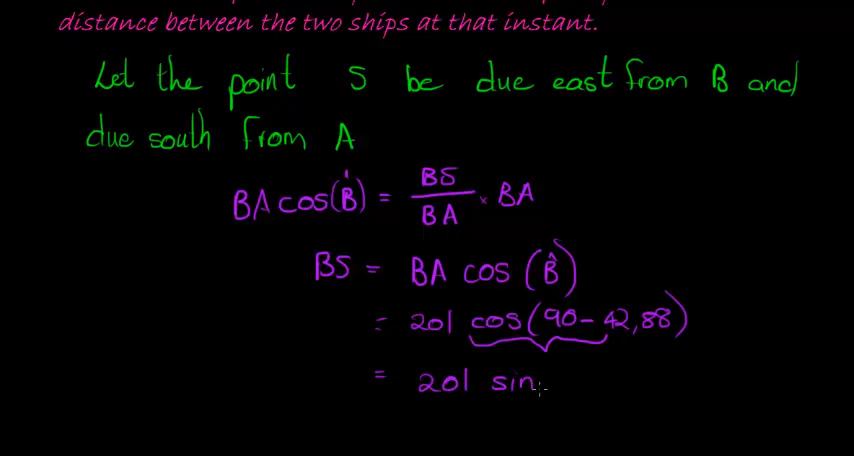 distance between the two ships at that instant.
Let the point S be due east from B and
due south from A
BA cos(B̂) = BS/BA × BA
BS = BA cos (B̂)
= 201 cos(90-42,88)
= 201 sin